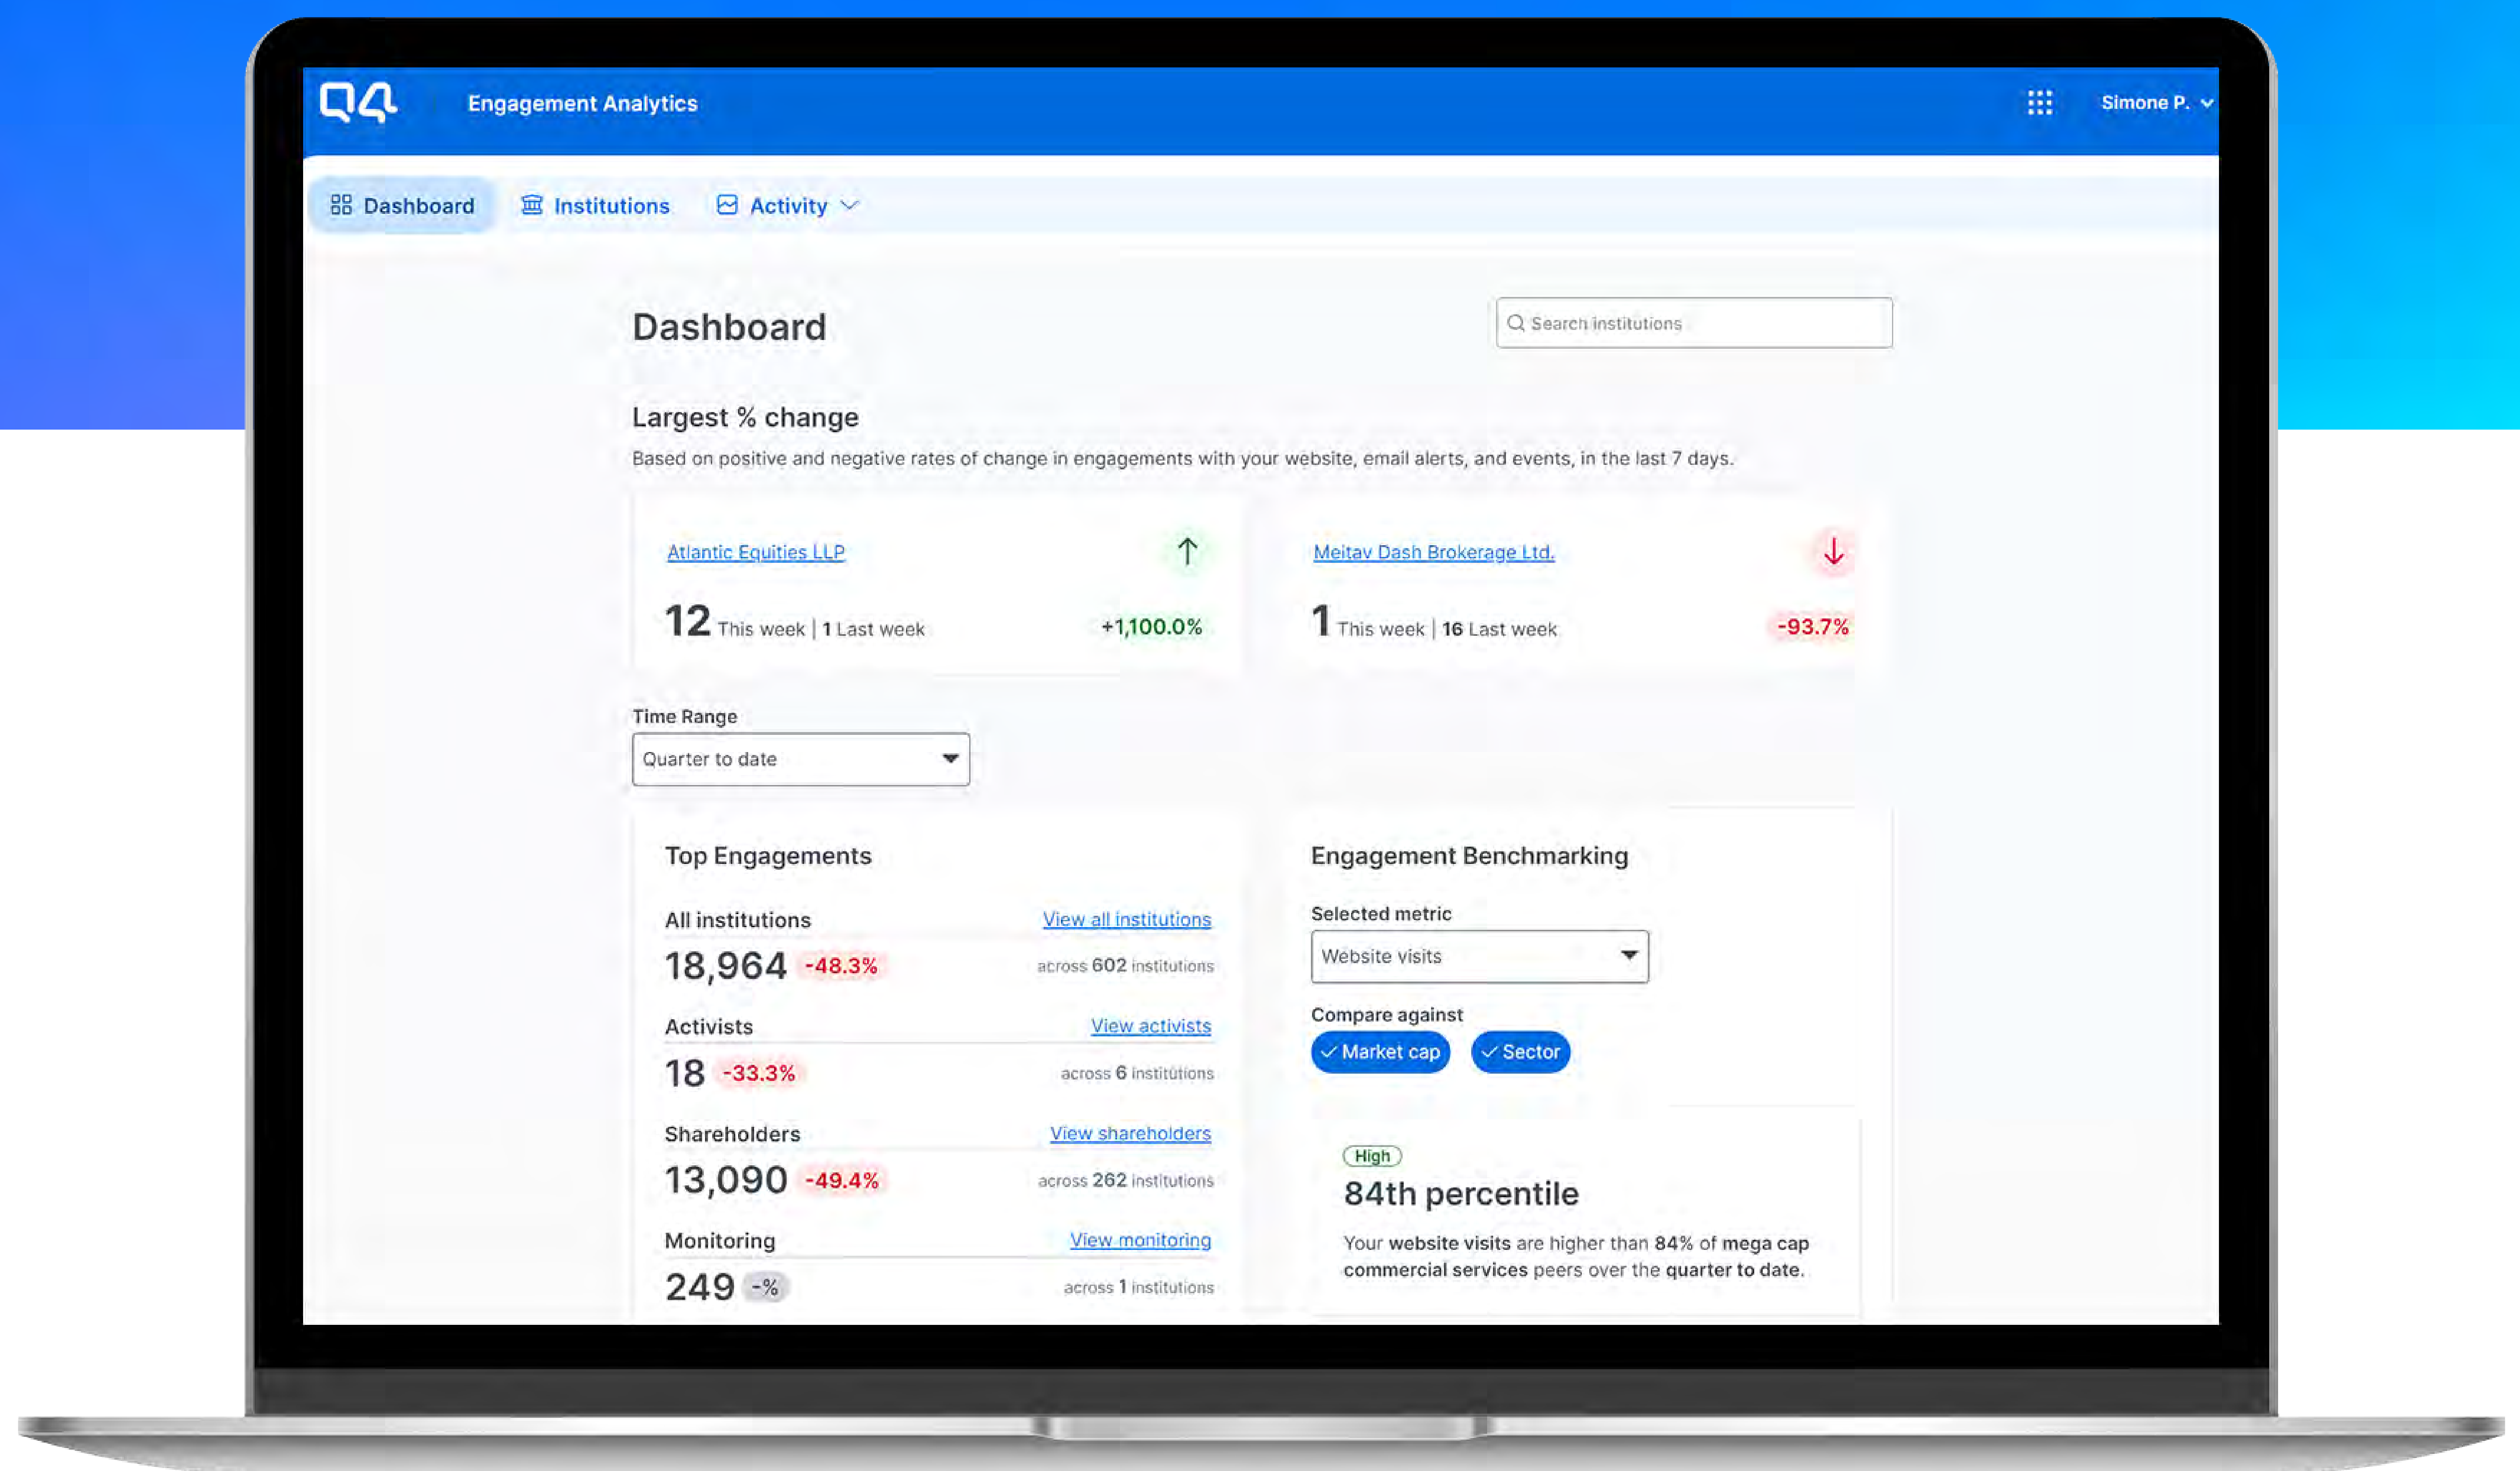 Q4
Engagement Analytics
Simone P.
Dashboard
Institutions
Activity
Dashboard
Search institutions
Largest % change
Based on positive and negative rates of change in engagements with your website, email alerts, and events, in the last 7 days.
Atlantic Equities LLP
12 This week | 1 Last week
+1,100.0%
Meitav Dash Brokerage Ltd.
1 This week | 16 Last week
-93.7%
Time Range
Quarter to date
Top Engagements
All institutions
View all institutions
18,964 -48.3%
across 602 institutions
Activists
View activists
18 -33.3%
across 6 institutions
Shareholders
View shareholders
13,090 -49.4%
across 262 institutions
Monitoring
View monitoring
249 -%
across 1 institutions
Engagement Benchmarking
Selected metric
Website visits
Compare against
Market cap
Sector
High
84th percentile
Your website visits are higher than 84% of mega cap
commercial services peers over the quarter to date.